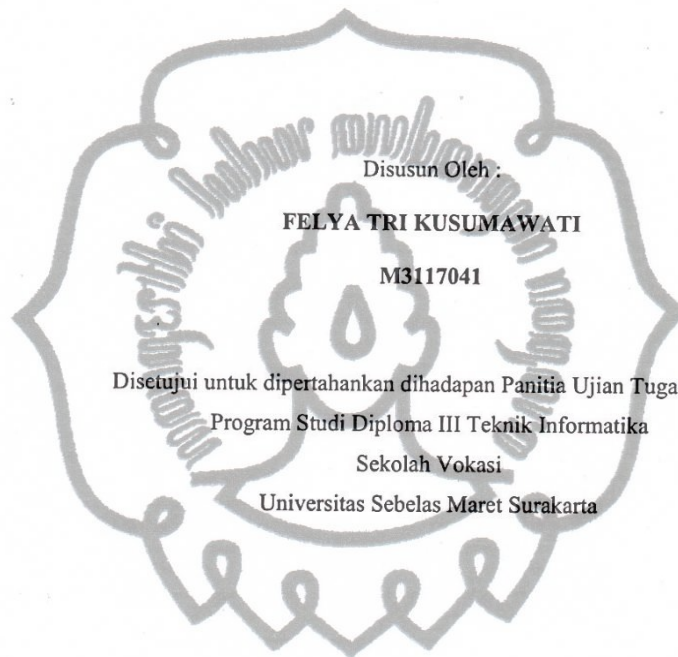 Disusun Oleh :
FELYA TRI KUSUMAWATI
M3117041
Disetujui untuk dipertahankan dihadapan Panitia Ujian Tuga
Program Studi Diploma III Teknik Informatika
Sekolah Vokasi
Universitas Sebelas Maret Surakarta